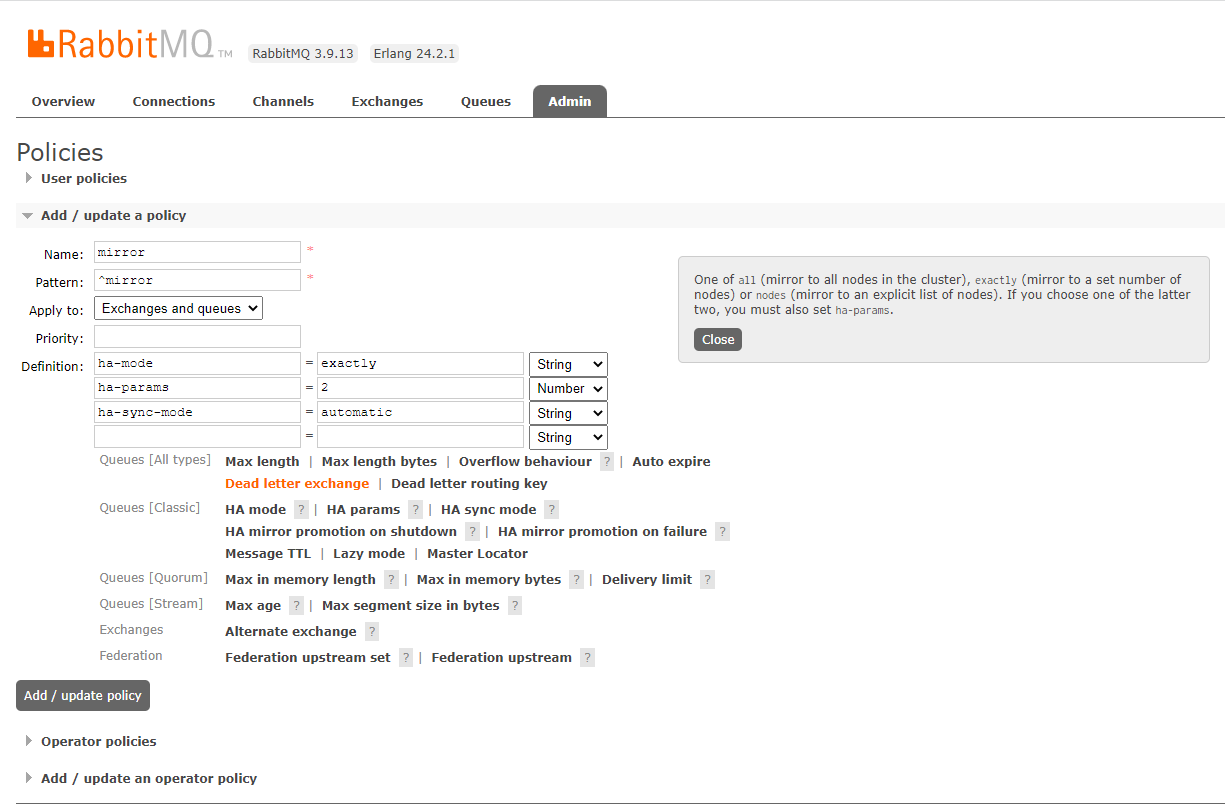 RabbitMQ TM RabbitMQ 3.9.13 Erlang 24.2.1
Overview Connections Channels Exchanges Queues Admin
Policies
User policies
Add / update a policy
Name: mirror *
Pattern: ^mirror *
Apply to: Exchanges and queues
Priority:
Definition: ha-mode = exactly String
ha-params = 2 Number
ha-sync-mode = automatic String
= String
One of all (mirror to all nodes in the cluster), exactly (mirror to a set number of
nodes) or nodes (mirror to an explicit list of nodes). If you choose one of the latter
two, you must also set ha-params.
Close
Queues [All types] Max length | Max length bytes | Overflow behaviour ? | Auto expire
Dead letter exchange | Dead letter routing key
Queues [Classic] HA mode ? | HA params ? | HA sync mode ?
HA mirror promotion on shutdown ? | HA mirror promotion on failure ?
Message TTL | Lazy mode | Master Locator
Queues [Quorum] Max in memory length ? | Max in memory bytes ? | Delivery limit ?
Queues [Stream] Max age ? | Max segment size in bytes ?
Exchanges Alternate exchange ?
Federation Federation upstream set ? | Federation upstream ?
Add / update policy
Operator policies
Add / update an operator policy